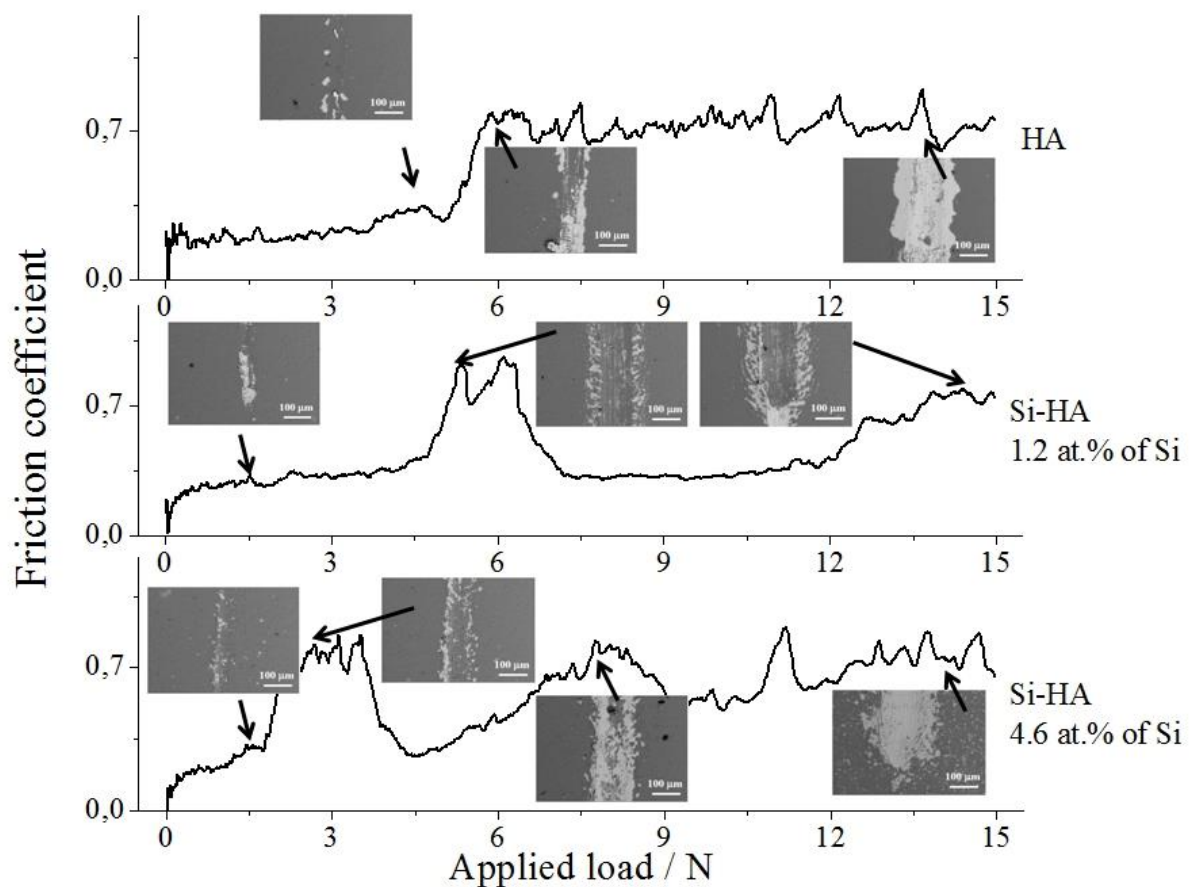 100 µm
0,7
100 µm
100 µm
HA
0,0
0 3 6 9 12 15
Friction coefficient
100 µm
100 µm
100 µm
0,7
Si-HA
1.2 at.% of Si
0,0
0 3 6 9 12 15
100 µm
100 µm
0,7
100 µm
100 µm
Si-HA
4.6 at.% of Si
0,0
0 3 6 9 12 15
Applied load / N